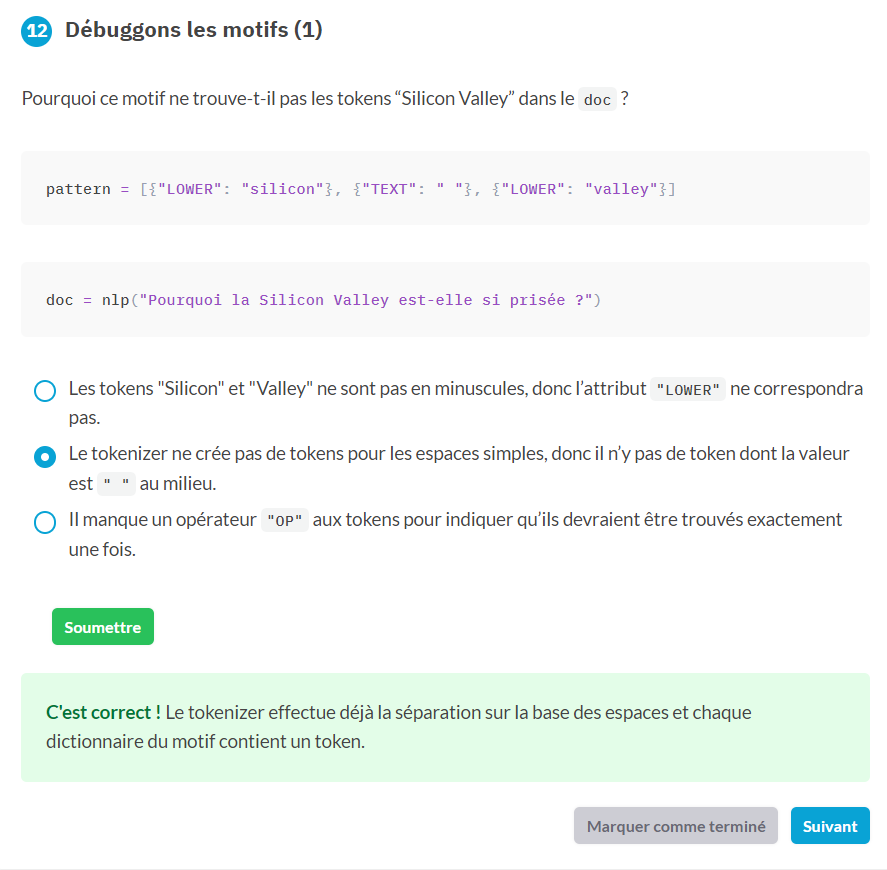 12 Débuggons les motifs (1)
Pourquoi ce motif ne trouve-t-il pas les tokens “Silicon Valley” dans le doc ?
pattern = [{"LOWER": "silicon"}, {"TEXT": " "}, {"LOWER": "valley"}]
doc = nlp("Pourquoi la Silicon Valley est-elle si prisée ?")
Les tokens "Silicon" et "Valley" ne sont pas en minuscules, donc l’attribut "LOWER" ne correspondra
pas.
Le tokenizer ne crée pas de tokens pour les espaces simples, donc il n’y pas de token dont la valeur
est " " au milieu.
Il manque un opérateur "OP" aux tokens pour indiquer qu’ils devraient être trouvés exactement
une fois.
Soumettre
C'est correct ! Le tokenizer effectue déjà la séparation sur la base des espaces et chaque
dictionnaire du motif contient un token.
Marquer comme terminé
Suivant